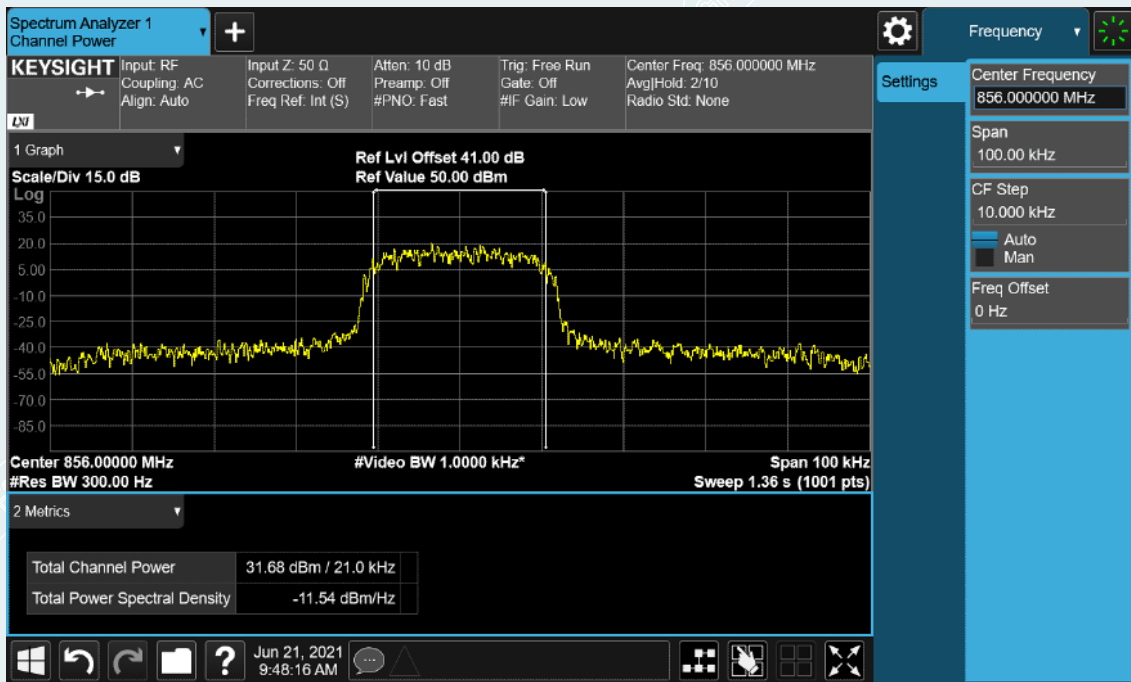 Spectrum Analyzer 1
Channel Power
+
Frequency
KEYSIGHT
LXI
Input: RF
Coupling: AC
Align: Auto
Input Z: 50 Ω
Corrections: Off
Freq Ref: Int (S)
Atten: 10 dB
Preamp: Off
#PNO: Fast
Trig: Free Run
Gate: Off
#IF Gain: Low
Center Freq: 856.000000 MHz
Avg|Hold: 2/10
Radio Std: None
Settings
Center Frequency
856.000000 MHz
Span
100.00 kHz
CF Step
10.000 kHz
Auto
Man
Freq Offset
0 Hz
1 Graph
Scale/Div 15.0 dB
Ref Lvl Offset 41.00 dB
Ref Value 50.00 dBm
Log
35.0
20.0
5.00
-10.0
-25.0
-40.0
-55.0
-70.0
-85.0
Center 856.00000 MHz
#Video BW 1.0000 kHz*
Span 100 kHz
#Res BW 300.00 Hz
Sweep 1.36 s (1001 pts)
2 Metrics
Total Channel Power 31.68 dBm / 21.0 kHz
Total Power Spectral Density -11.54 dBm/Hz
?
Jun 21, 2021
9:48:16 AM